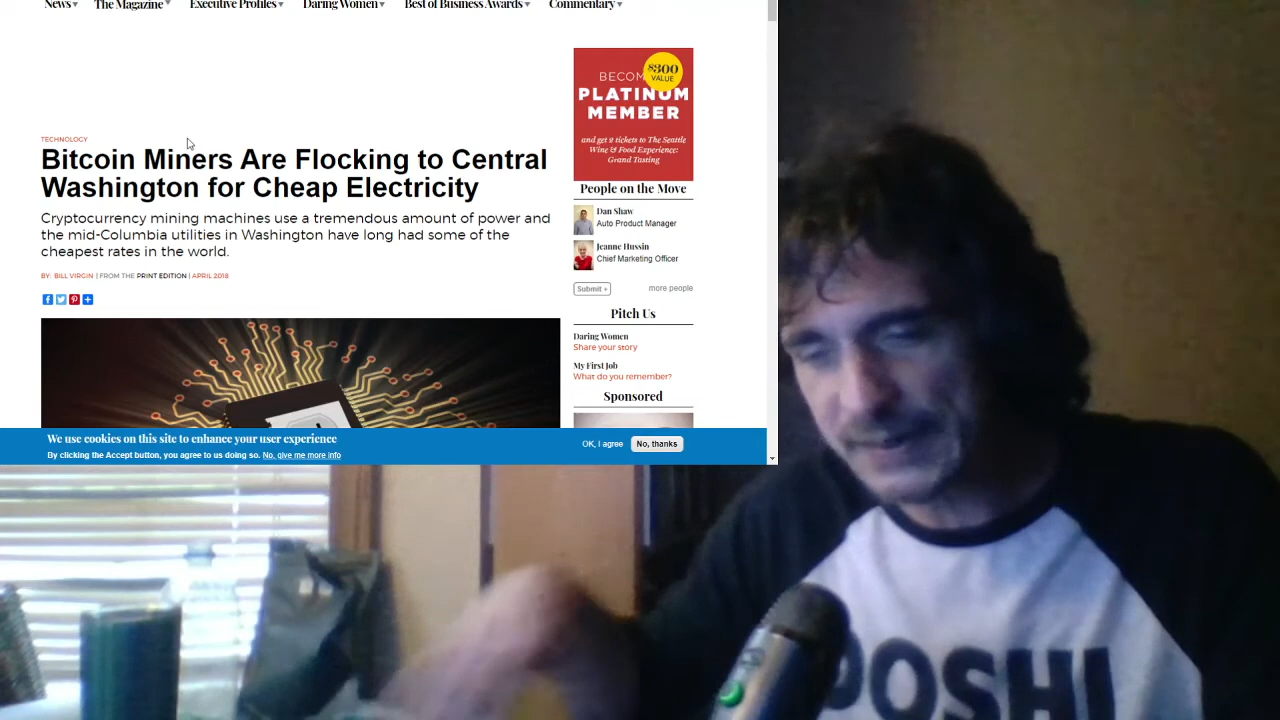 News
The Magazine
Executive Profiles
Daring Women
Best of Business Awards
Commentary
TECHNOLOGY
Bitcoin Miners Are Flocking to Central
Washington for Cheap Electricity
Cryptocurrency mining machines use a tremendous amount of power and
the mid-Columbia utilities in Washington have long had some of the
cheapest rates in the world.
BY: BILL VIRGIN | FROM THE PRINT EDITION | APRIL 2018
$300
VALUE
PLATINUM
MEMBER
and get 2 tickets to The Seattle
Wine & Food Experience:
Grand Tasting
People on the Move
Dan Shaw
Auto Product Manager
Jeanne Hussin
Chief Marketing Officer
Submit +
more people
Pitch Us
Daring Women
Share your story
My First Job
What do you remember?
Sponsored
We use cookies on this site to enhance your user experience
By clicking the Accept button, you agree to us doing so. No, give me more info
OK, I agree
No, thanks